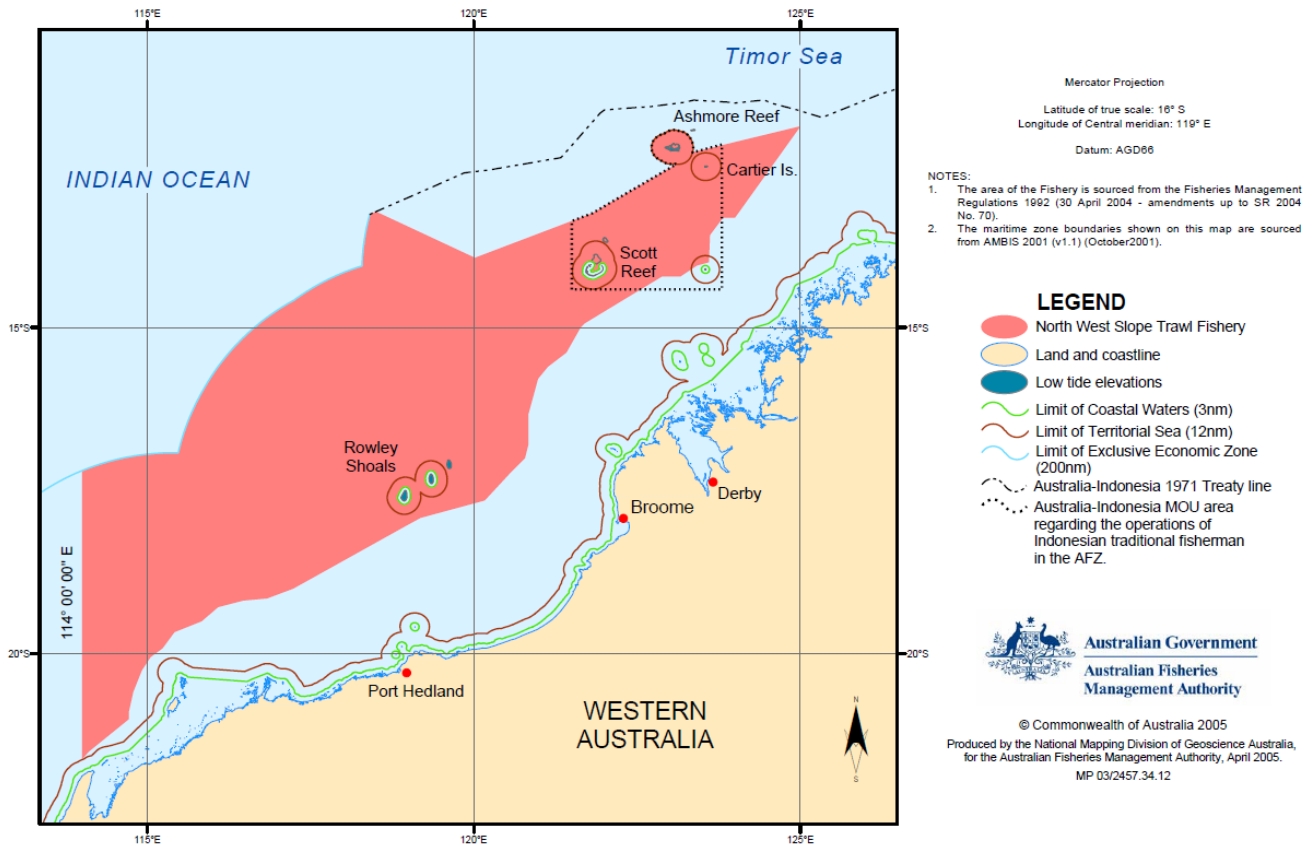 115°E
120°E
125°E
Timor Sea
Ashmore Reef
INDIAN OCEAN
Cartier Is.
Scott
Reef
15°S
15°S
Rowley
Shoals
Derby
Broome
114° 00' 00" E
20°S
20°S
Port Hedland
WESTERN
AUSTRALIA
N
S
115°E
120°E
125°E
Mercator Projection
Latitude of true scale: 16° S
Longitude of Central meridian: 119° E
Datum: AGD66
NOTES:
1. The area of the Fishery is sourced from the Fisheries Management
Regulations 1992 (30 April 2004 - amendments up to SR 2004
No. 70).
2. The maritime zone boundaries shown on this map are sourced
from AMBIS 2001 (v1.1) (October2001).
LEGEND
North West Slope Trawl Fishery
Land and coastline
Low tide elevations
Limit of Coastal Waters (3nm)
Limit of Territorial Sea (12nm)
Limit of Exclusive Economic Zone
(200nm)
Australia-Indonesia 1971 Treaty line
Australia-Indonesia MOU area
regarding the operations of
Indonesian traditional fisherman
in the AFZ.
Australian Government
Australian Fisheries
Management Authority
© Commonwealth of Australia 2005
Produced by the National Mapping Division of Geoscience Australia,
for the Australian Fisheries Management Authority, April 2005.
MP 03/2457.34.12